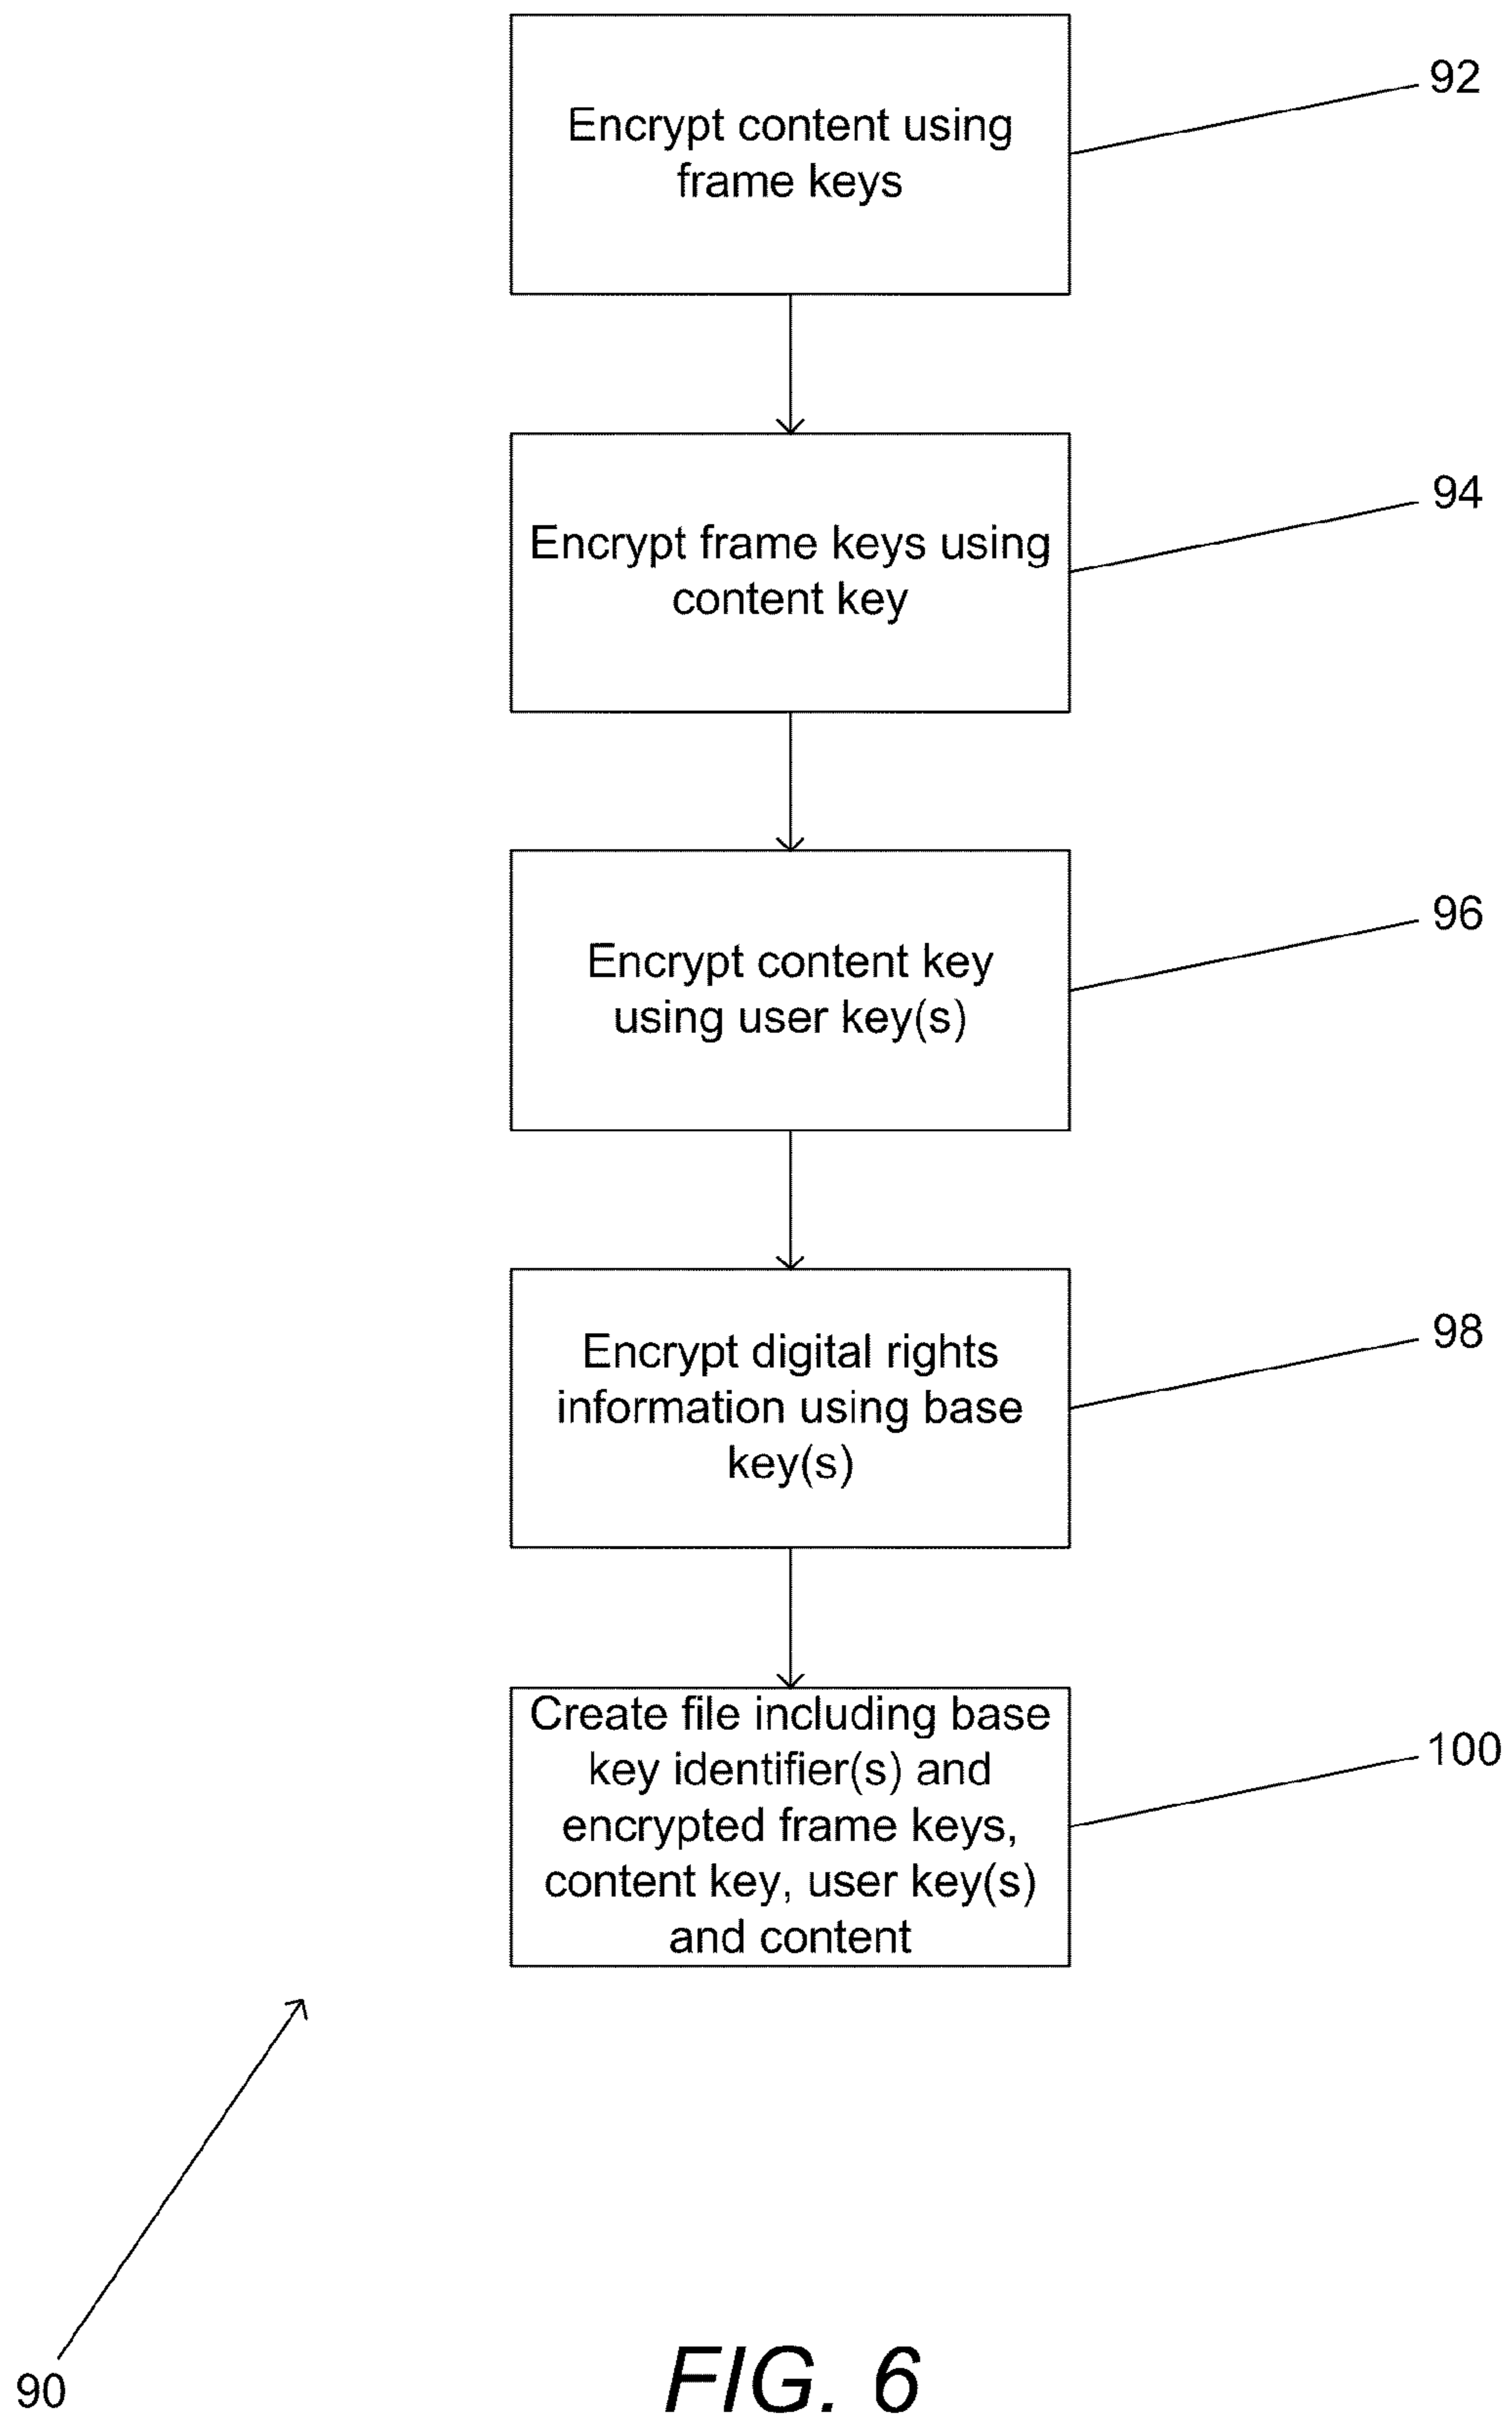 Encrypt content using
frame keys
92
Encrypt frame keys using
content key
94
Encrypt content key
using user key(s)
96
Encrypt digital rights
information using base
key(s)
98
Create file including base
key identifier(s) and
encrypted frame keys,
content key, user key(s)
and content
100
90
FIG. 6